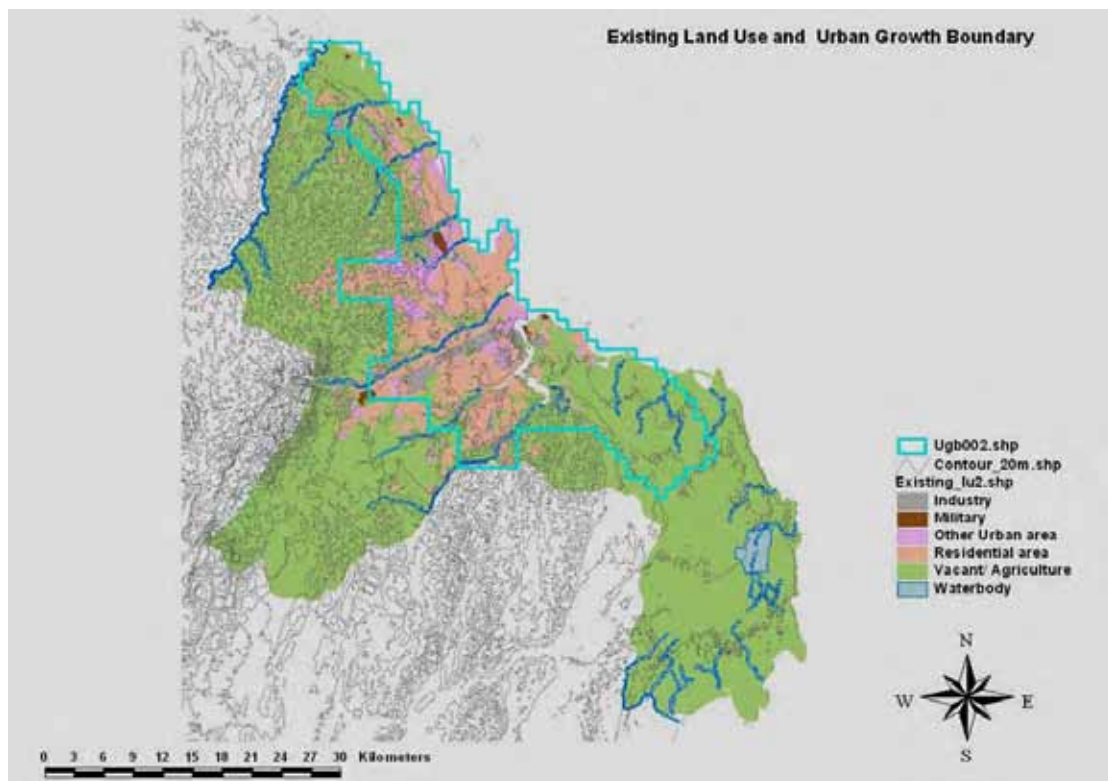 Existing Land Use and Urban Growth Boundary
Ugb002.shp
Contour_20m.shp
Existing_lu2.shp
Industry
Military
Other Urban area
Residential area
Vacant/ Agriculture
Waterbody
N
W E
S
0 3 6 9 12 15 18 21 24 27 30 Kilometers